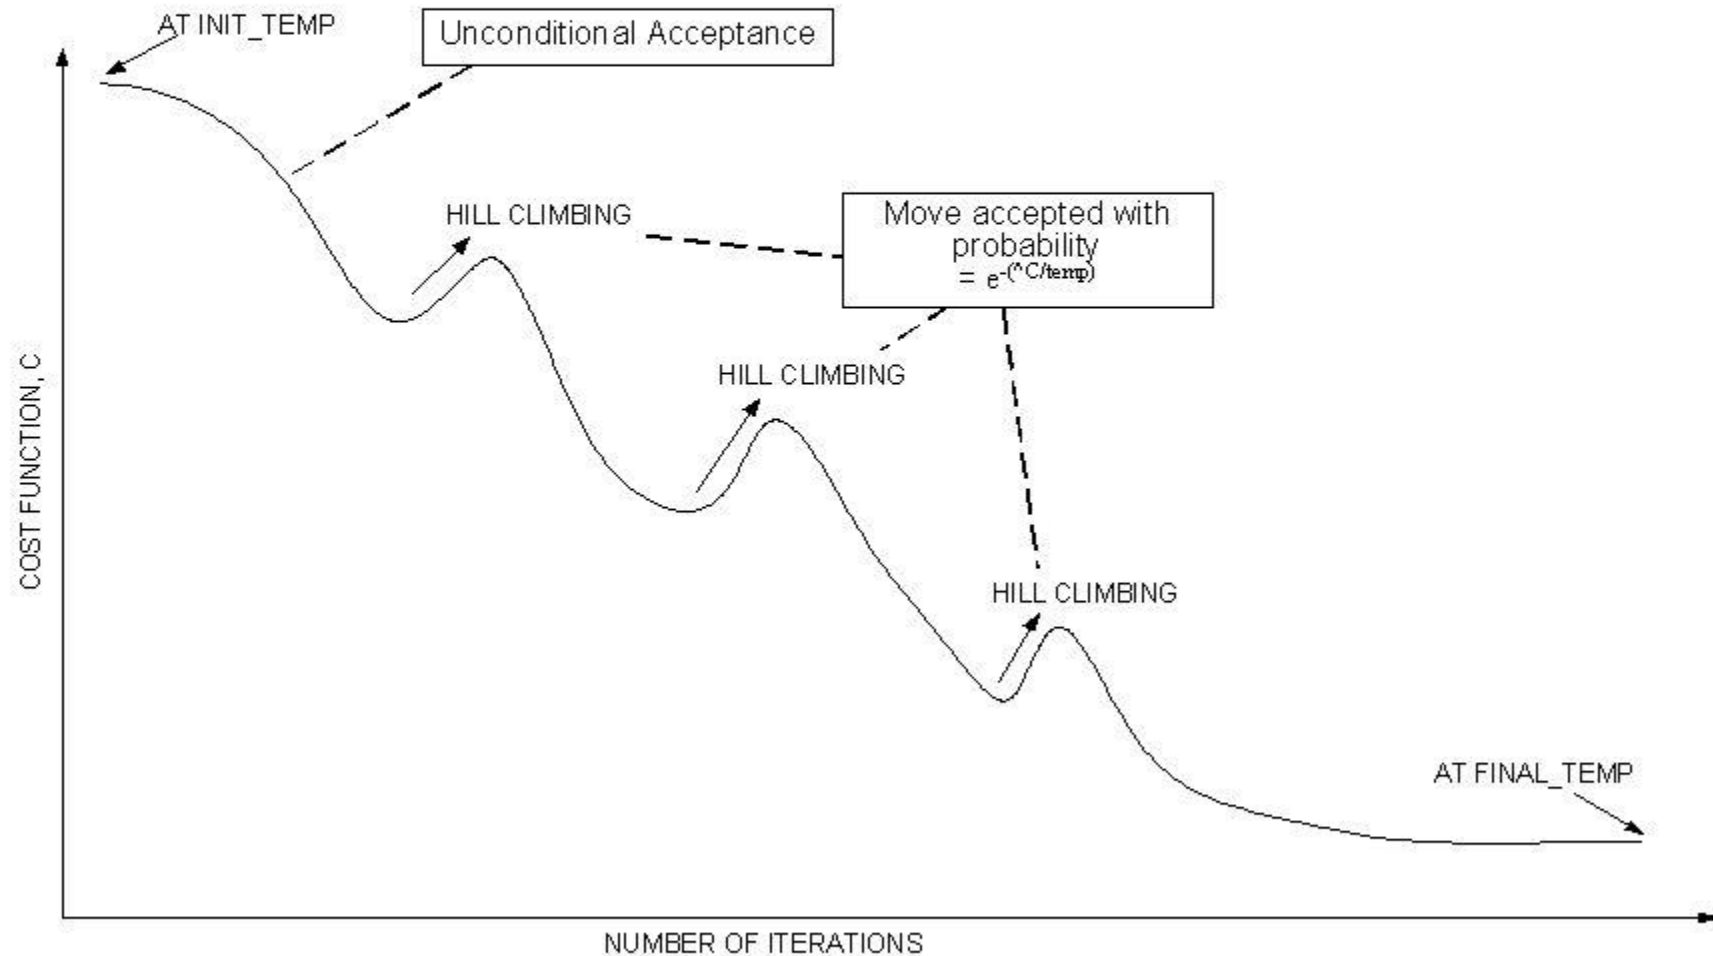 AT INIT_TEMP
Unconditional Acceptance
HILL CLIMBING
Move accepted with
probability
= e-(^C/temp)
HILL CLIMBING
COST FUNCTION, C
HILL CLIMBING
AT FINAL_TEMP
NUMBER OF ITERATIONS